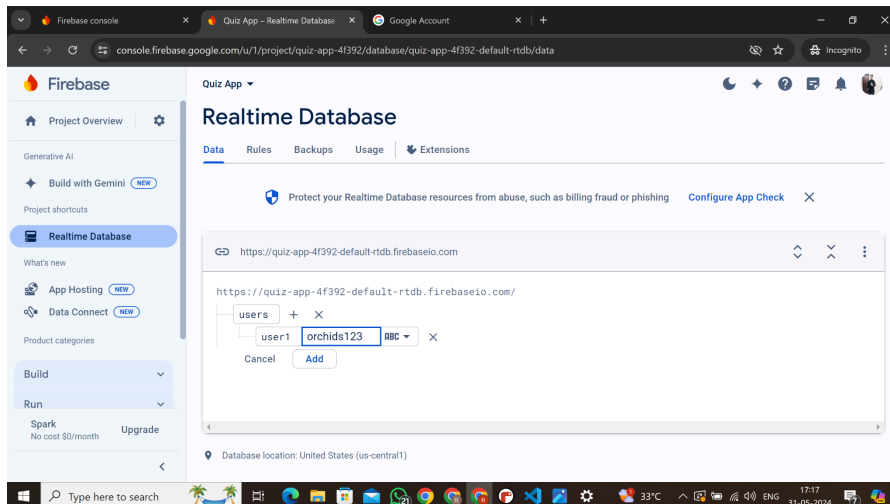 Firebase console
Quiz App – Realtime Database
Google Account
console.firebase.google.com/u/1/project/quiz-app-4f392/database/quiz-app-4f392-default-rtdb/data
Incognito
Firebase
Quiz App
Project Overview
Realtime Database
Data Rules Backups Usage Extensions
Generative AI
Build with Gemini NEW
Protect your Realtime Database resources from abuse, such as billing fraud or phishing Configure App Check
Project shortcuts
Realtime Database
What's new
https://quiz-app-4f392-default-rtdb.firebaseio.com
App Hosting NEW
https://quiz-app-4f392-default-rtdb.firebaseio.com/
Data Connect NEW
users
user1 orchids123 ABC
Product categories
Cancel Add
Build
Run
Spark
No cost $0/month
Upgrade
Database location: United States (us-central1)
Type here to search
21
33°C
ENG
17:17
31-05-2024
7